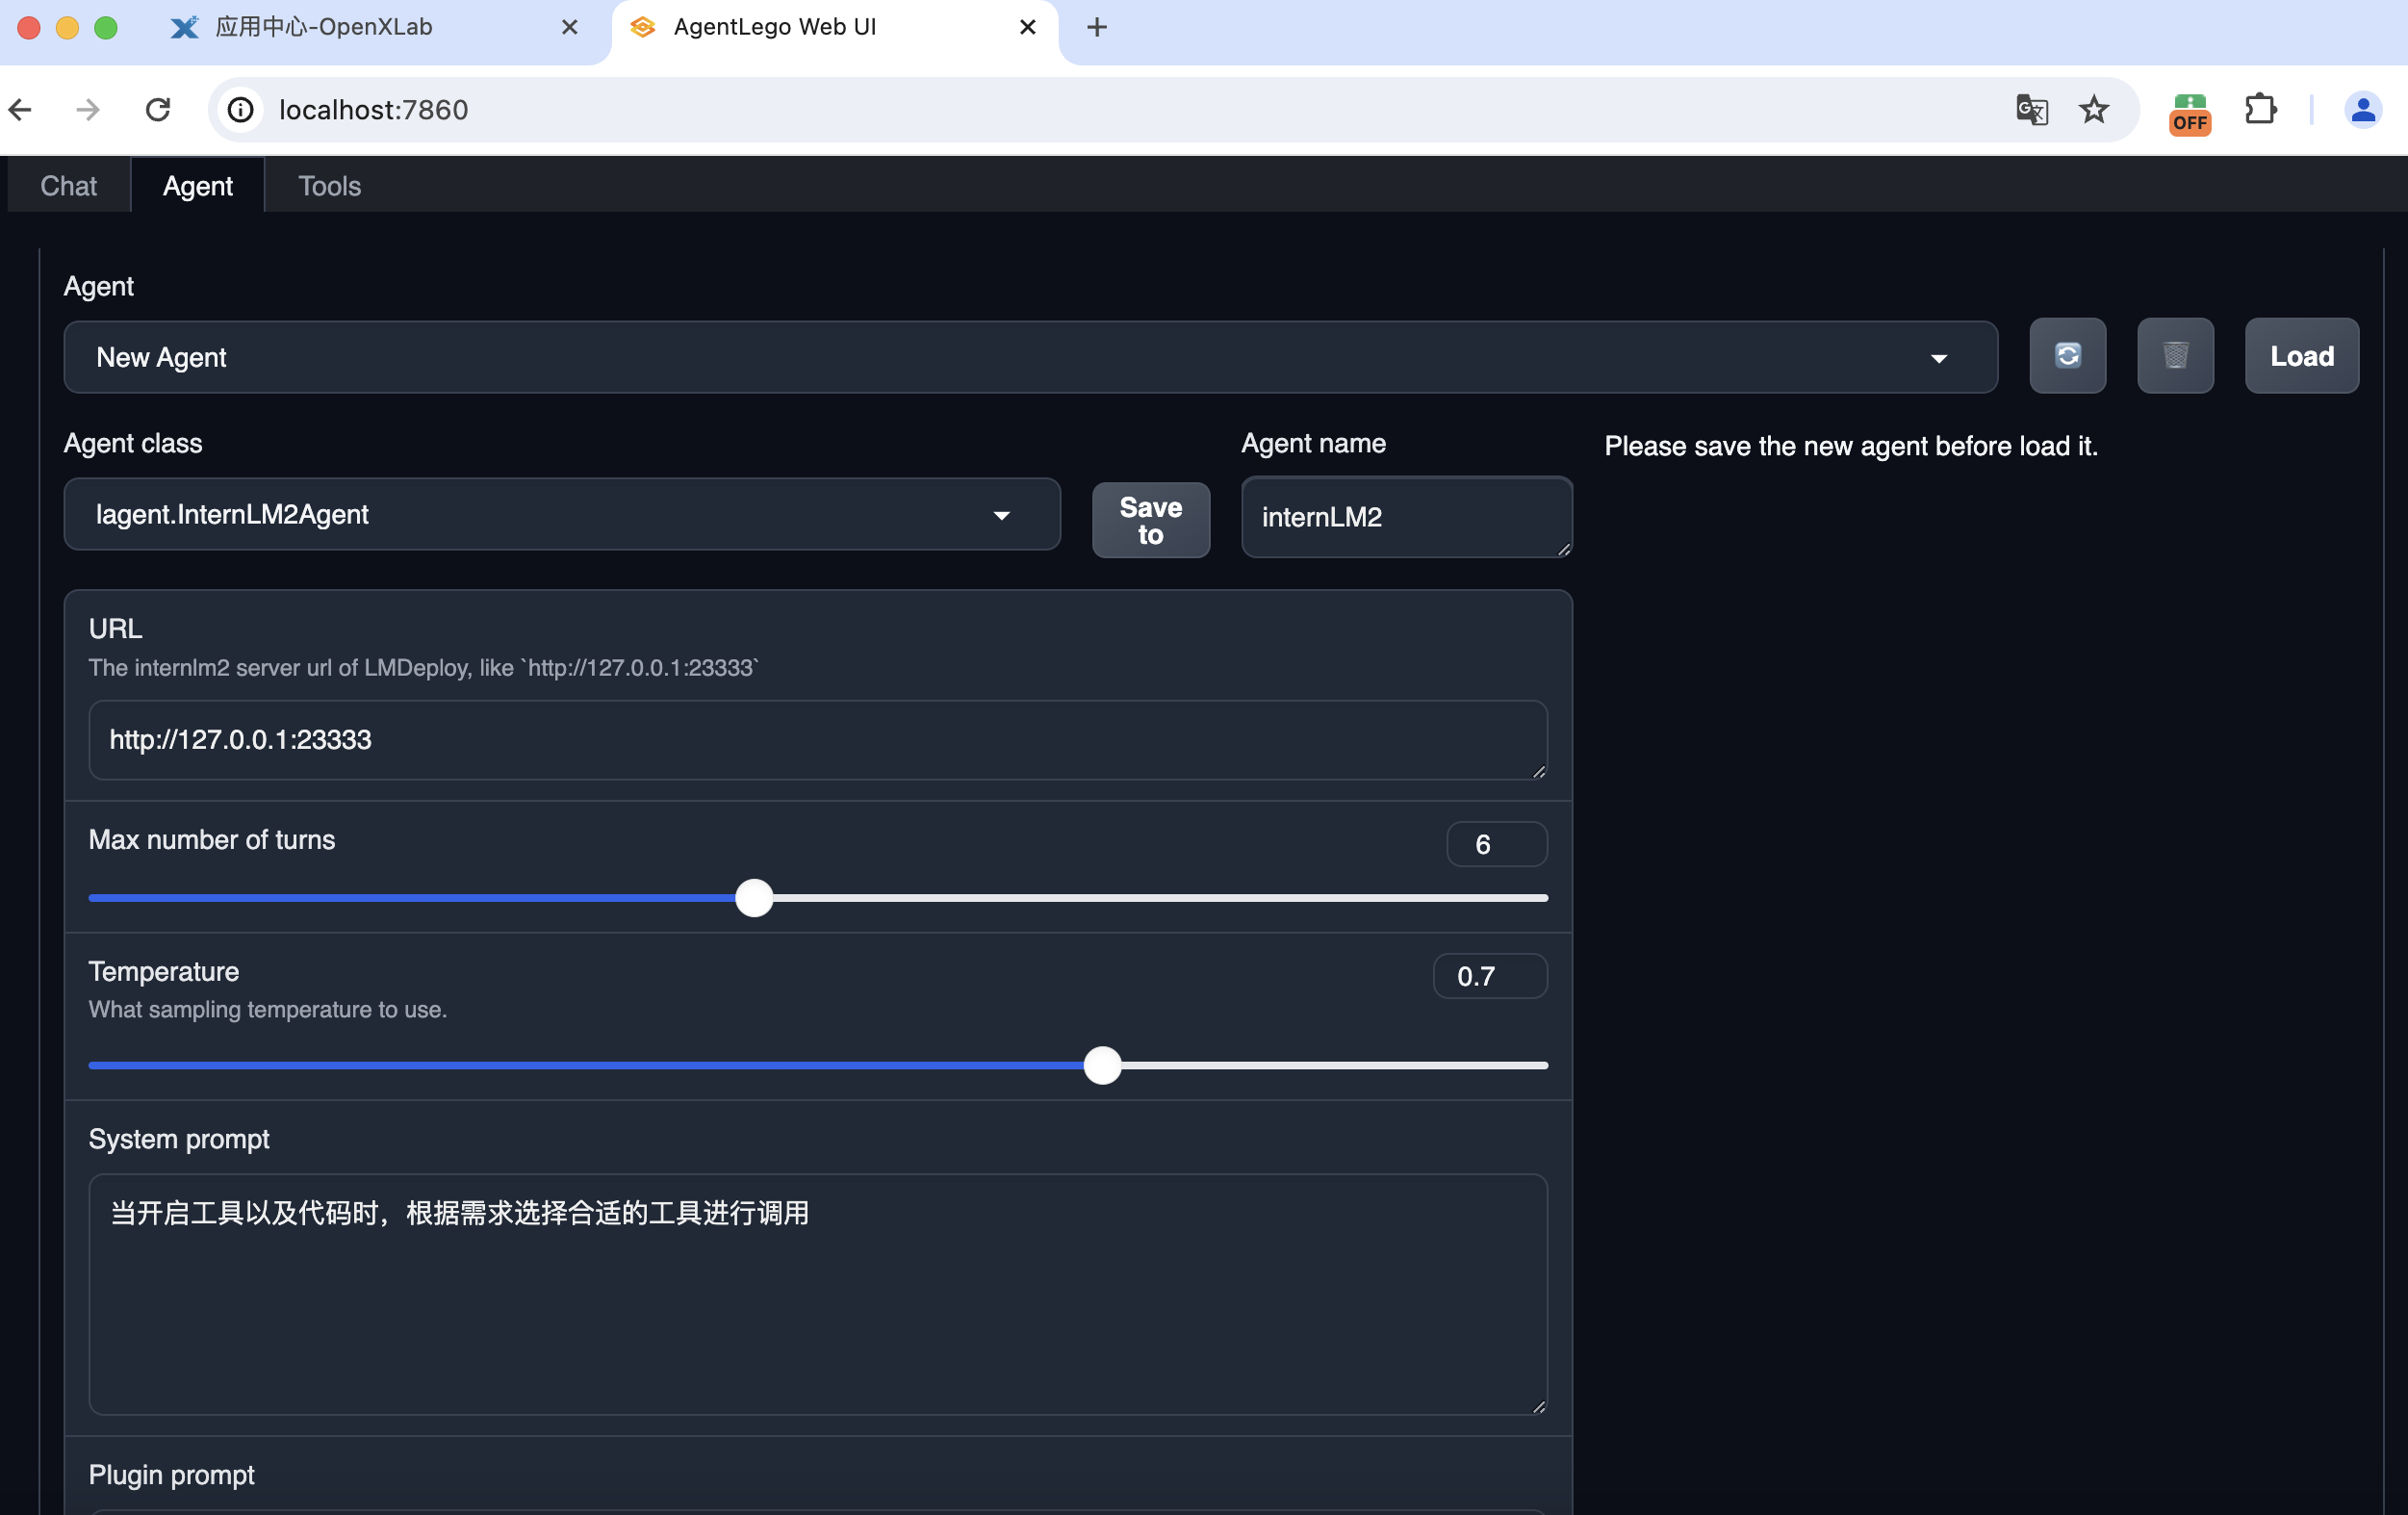 应用中心-OpenXLab
AgentLego Web UI
localhost:7860
OFF
Chat
Agent
Tools
Agent
New Agent
Load
Agent class
Agent name
Please save the new agent before load it.
lagent.InternLM2Agent
Save to
internLM2
URL
The internlm2 server url of LMDeploy, like `http://127.0.0.1:23333`
http://127.0.0.1:23333
Max number of turns
6
Temperature
0.7
What sampling temperature to use.
System prompt
当开启工具以及代码时，根据需求选择合适的工具进行调用
Plugin prompt